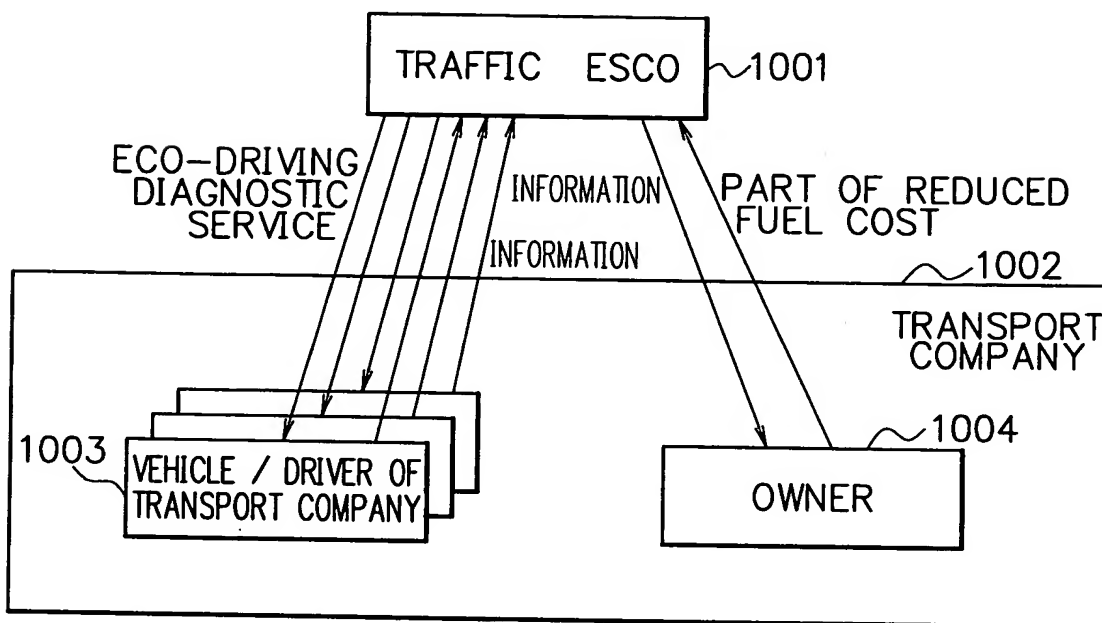 TRAFFIC ESCO
1001
ECO-DRIVING
DIAGNOSTIC
SERVICE
INFORMATION
INFORMATION
PART OF REDUCED
FUEL COST
1002
TRANSPORT
COMPANY
1003
VEHICLE / DRIVER OF
TRANSPORT COMPANY
1004
OWNER